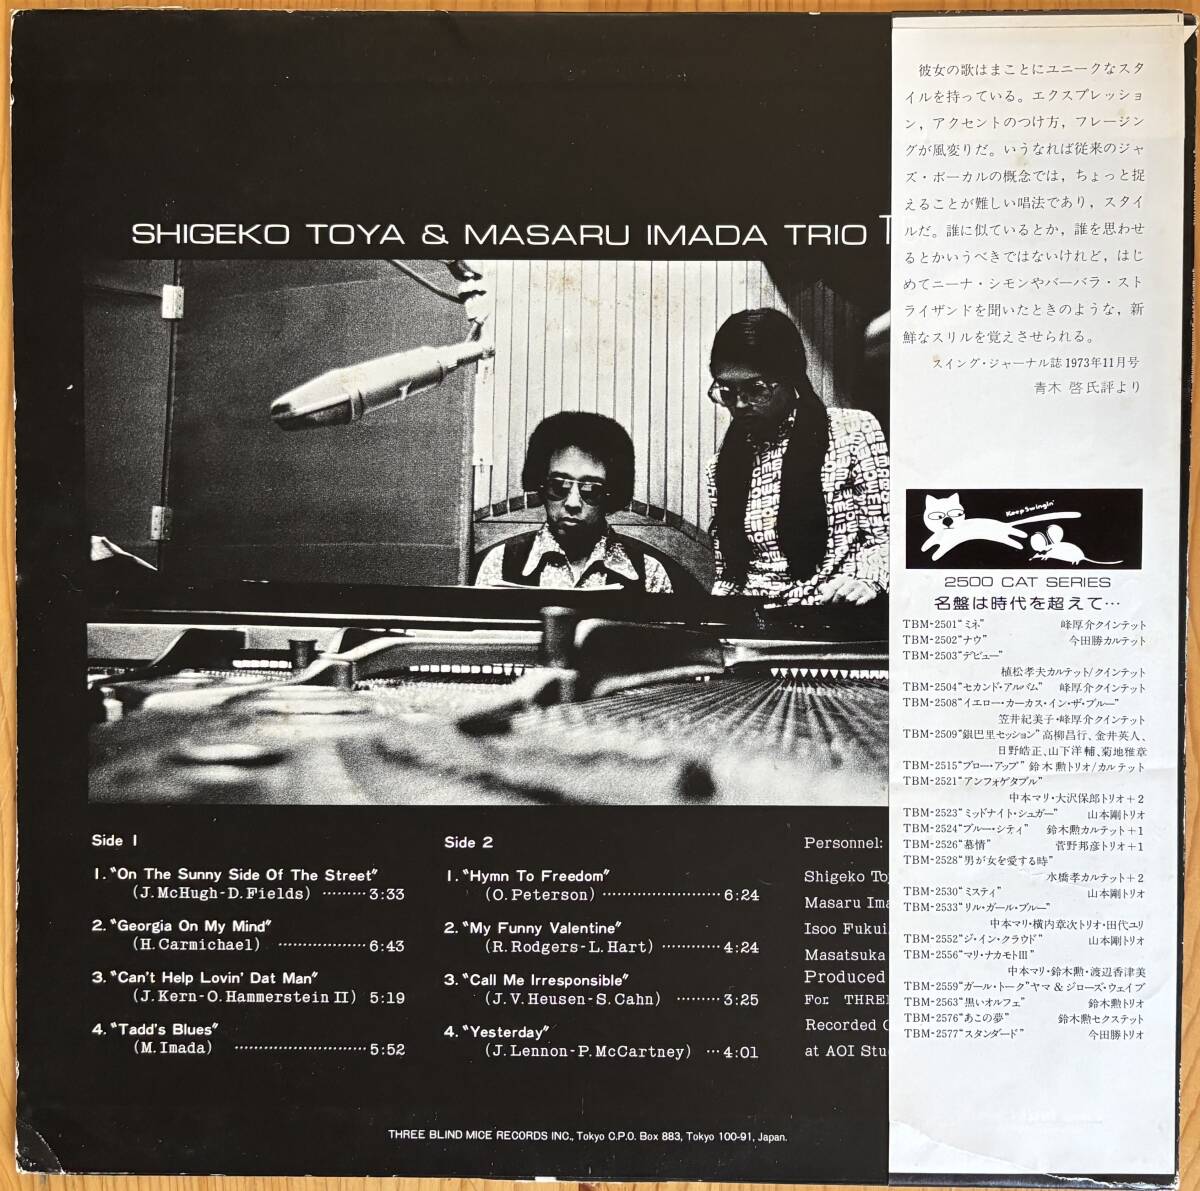 SHIGEKO TOYA & MASARU IMADA TRIO T
Side 1
1. "On The Sunny Side Of The Street"
(J.McHugh-D.Fields) ········· 3:33
2. "Georgia On My Mind"
(H.Carmichael) ·················· 6:43
3. "Can't Help Lovin' Dat Man"
(J.Kern-O.Hammerstein II) 5:19
4. "Tadd's Blues"
(M.Imada) ··························· 5:52
Side 2
1. "Hymn To Freedom"
(O.Peterson) ························ 6:24
2. "My Funny Valentine"
(R.Rodgers-L.Hart) ············ 4:24
3. "Call Me Irresponsible"
(J.V.Heusen-S.Cahn) ········· 3:25
4. "Yesterday"
(J.Lennon-P.McCartney) ··· 4:01
Personnel:
Shigeko To
Masaru Ima
Isoo Fukui
Masatsuka
Produced
For THREE
Recorded
at AOI Stu
THREE BLIND MICE RECORDS INC., Tokyo C.P.O. Box 883, Tokyo 100-91, Japan.
彼女の歌はまことにユニークなスタ
イルを持っている。エクスプレッショ
ン，アクセントのつけ方，フレージン
グが風変りだ。いうなれば従来のジャ
ズ・ボーカルの概念では，ちょっと捉
えることが難しい唱法であり，スタイ
ルだ。誰に似ているとか，誰を思わせ
るとかいうべきではないけれど，はじ
めてニーナ・シモンやバーバラ・スト
ライザンドを聞いたときのような，新
鮮なスリルを覚えさせられる。
スイング・ジャーナル誌1973年11月号
青木 啓氏評より
Keep Swingin'
2500 CAT SERIES
名盤は時代を超えて…
TBM-2501“ミネ” 峰厚介クインテット
TBM-2502“ナウ” 今田勝カルテット
TBM-2503“デビュー”
植松孝夫カルテット/クインテット
TBM-2504“セカンド・アルバム” 峰厚介クインテット
TBM-2508“イエロー・カーカス・イン・ザ・ブルー”
笠井紀美子・峰厚介クインテット
TBM-2509“銀巴里セッション” 高柳昌行、金井英人、
日野皓正、山下洋輔、菊地雅章
TBM-2515“ブロー・アップ” 鈴木勲トリオ/カルテット
TBM-2521“アンフォゲタブル”
中本マリ・大沢保郎トリオ＋2
TBM-2523“ミッドナイト・シュガー” 山本剛トリオ
TBM-2524“ブルー・シティ” 鈴木勲カルテット＋1
TBM-2526“慕情” 菅野邦彦トリオ＋1
TBM-2528“男が女を愛する時”
水橋孝カルテット＋2
TBM-2530“ミスティ” 山本剛トリオ
TBM-2533“リル・ガール・ブルー”
中本マリ・横内章次トリオ・田代ユリ
TBM-2552“ジ・イン・クラウド” 山本剛トリオ
TBM-2556“マリ・ナカモトIII”
中本マリ・鈴木勲・渡辺香津美
TBM-2559“ガール・トーク” ヤマ＆ジローズ・ウェイブ
TBM-2563“黒いオルフェ” 鈴木勲トリオ
TBM-2576“あこの夢” 鈴木勲セクステット
TBM-2577“スタンダード” 今田勝トリオ